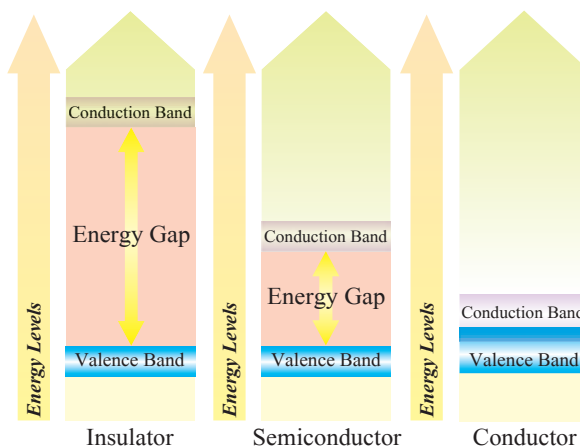 Energy Levels
Conduction Band
Energy Gap
Valence Band
Insulator
Energy Levels
Conduction Band
Energy Gap
Valence Band
Semiconductor
Energy Levels
Conduction Band
Valence Band
Conductor